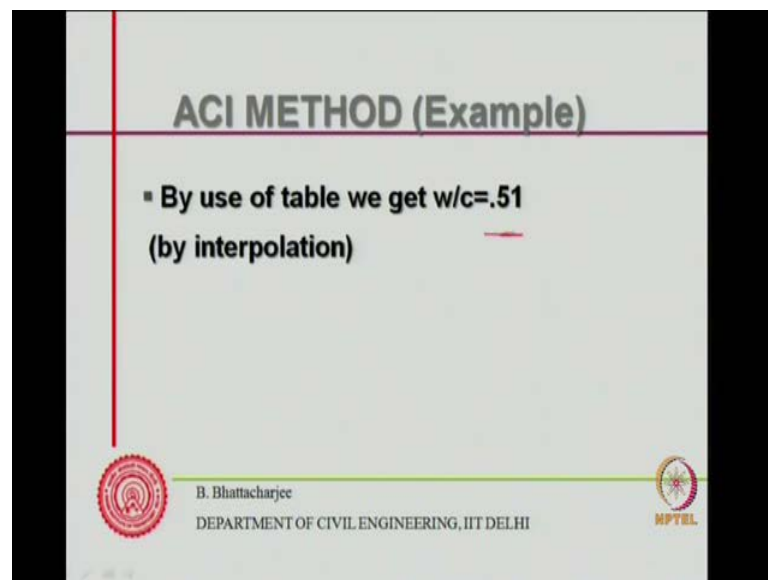 ACI METHOD (Example)
▪ By use of table we get w/c=.51
(by interpolation)
B. Bhattacharjee
DEPARTMENT OF CIVIL ENGINEERING, IIT DELHI
NPTEL